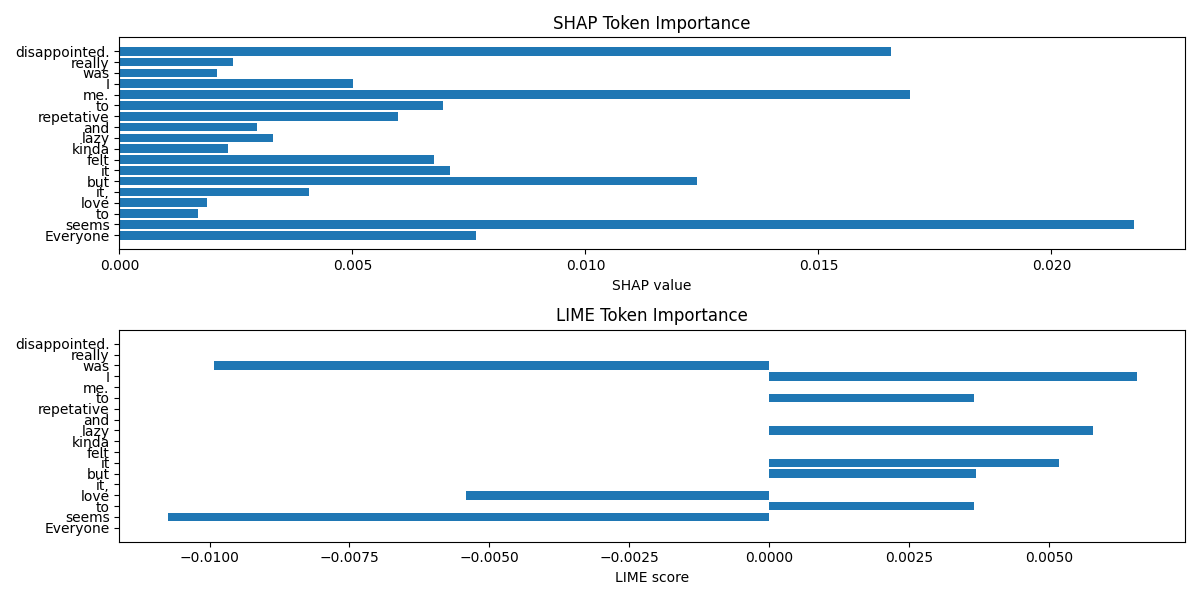 SHAP Token Importance
disappointed.
really
was
I
me.
to
repetative
and
lazy
kinda
felt
it
but
it,
love
to
seems
Everyone
0.000 0.005 0.010 0.015 0.020
SHAP value
LIME Token Importance
disappointed.
really
was
I
me.
to
repetative
and
lazy
kinda
felt
it
but
it,
love
to
seems
Everyone
−0.0100 −0.0075 −0.0050 −0.0025 0.0000 0.0025 0.0050
LIME score